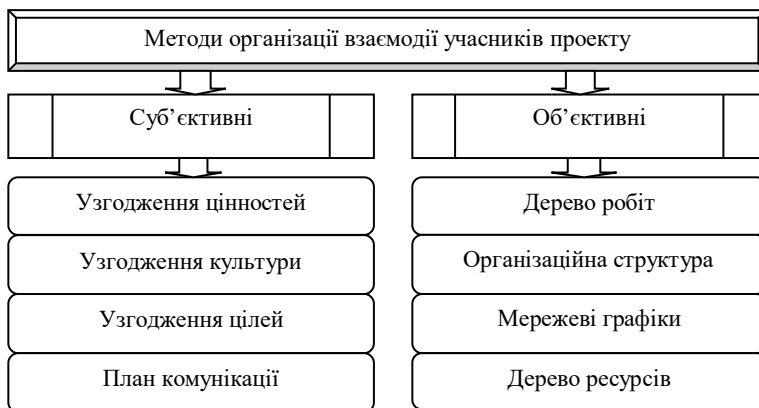 Методи організації взаємодії учасників проекту
Суб’єктивні
Об’єктивні
Узгодження цінностей
Дерево робіт
Узгодження культури
Організаційна структура
Узгодження цілей
Мережеві графіки
План комунікації
Дерево ресурсів